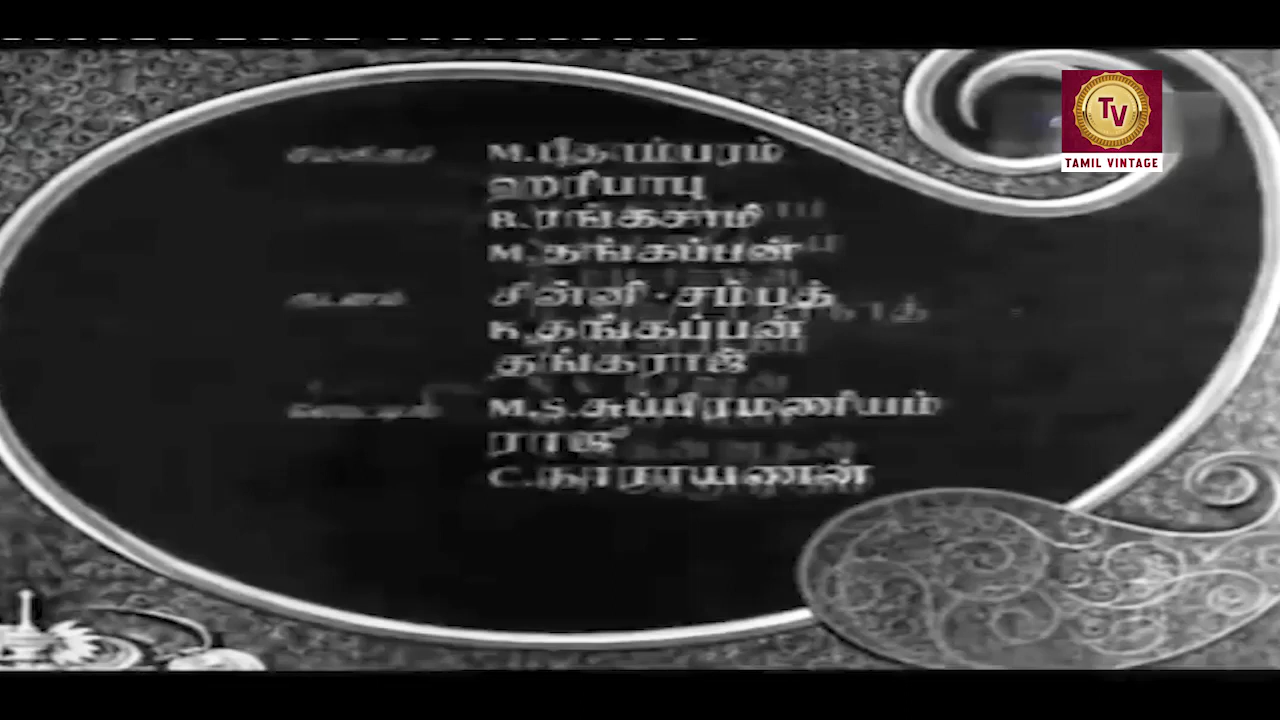 M.பீதாம்பரம்
ஹரிபாபு
R.ரங்கசாமி
M.தங்கப்பன்
சின்னி - சம்பத்
K.தங்கப்பன்
தங்கராஜ்
M.S.சுப்பிரமணியம்
ராஜி
C.நாராயணன்
TV
TAMIL VINTAGE